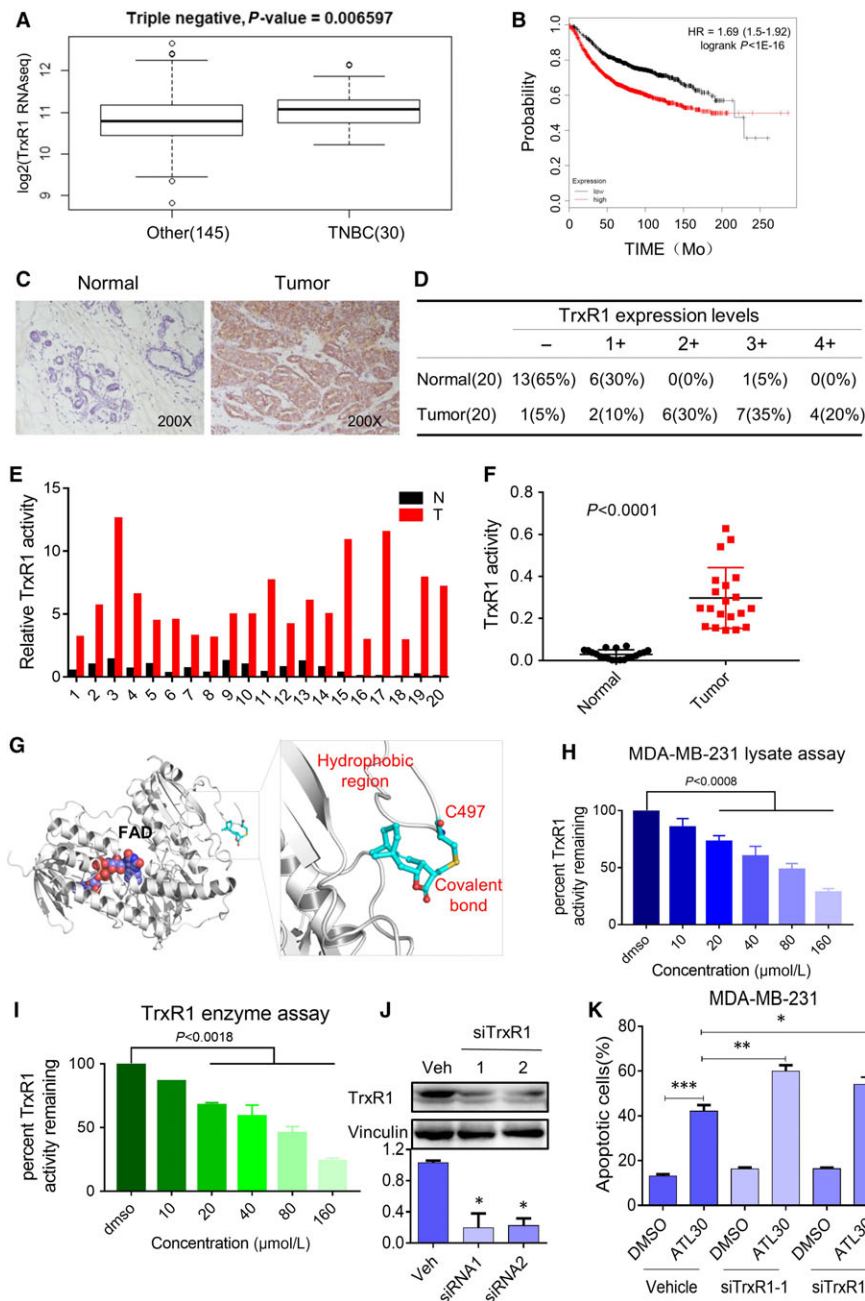 A
Triple negative, P-value = 0.006597
log2(TrxR1 RNAseq)
12
11
10
9
Other(145)
TNBC(30)
B
HR = 1.69 (1.5-1.92)
logrank P<1E-16
Probability
1.0
0.8
0.6
0.4
0.2
0.0
Expression
low
high
0 50 100 150 200 250
TIME（Mo）
C
Normal
Tumor
200X
200X
D
TrxR1 expression levels
– 1+ 2+ 3+ 4+
Normal(20) 13(65%) 6(30%) 0(0%) 1(5%) 0(0%)
Tumor(20) 1(5%) 2(10%) 6(30%) 7(35%) 4(20%)
E
Relative TrxR1 activity
15
10
5
0
N
T
1 2 3 4 5 6 7 8 9 10 11 12 13 14 15 16 17 18 19 20
F
P<0.0001
TrxR1 activity
0.8
0.6
0.4
0.2
0.0
Normal
Tumor
G
FAD
Hydrophobic
region
C497
Covalent
bond
H
MDA-MB-231 lysate assay
P<0.0008
percent TrxR1
activity remaining
100
75
50
25
0
dmso 10 20 40 80 160
Concentration (μmol/L)
I
TrxR1 enzyme assay
P<0.0018
percent TrxR1
activity remaining
100
75
50
25
0
dmso 10 20 40 80 160
Concentration (μmol/L)
J
siTrxR1
Veh 1 2
TrxR1
Vinculin
1.2
0.9
0.6
0.3
0.0
* *
Veh siRNA1 siRNA2
K
MDA-MB-231
*
**
***
Apoptotic cells(%)
80
60
40
20
0
DMSO ATL30 DMSO ATL30 DMSO ATL30
Vehicle siTrxR1-1 siTrxR1